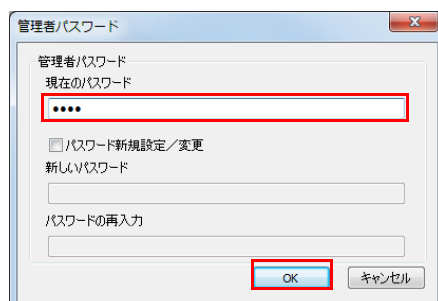 管理者パスワード
管理者パスワード
現在のパスワード
••••
パスワード新規設定／変更
新しいパスワード
パスワードの再入力
OK キャンセル